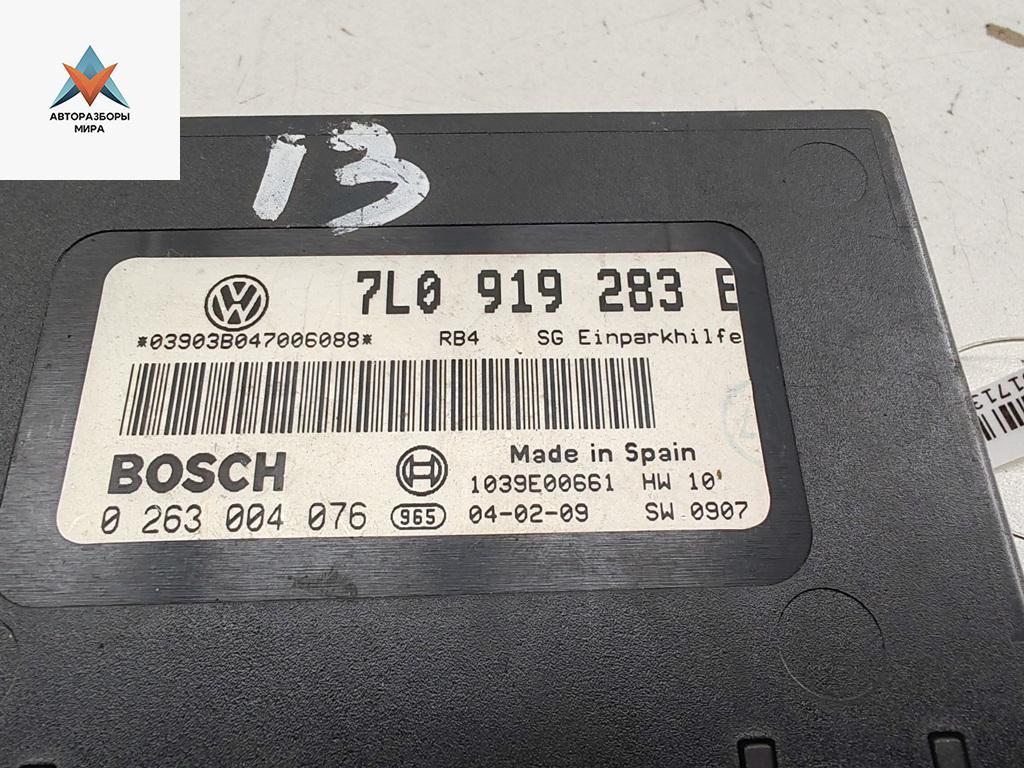 АВТОРАЗБОРЫ
МИРА
13
7L0 919 283 E
*03903B047006088* RB4 SG Einparkhilfe
BOSCH
Made in Spain
1039E00661 HW 10
0 263 004 076 965 04-02-09 SW 0907